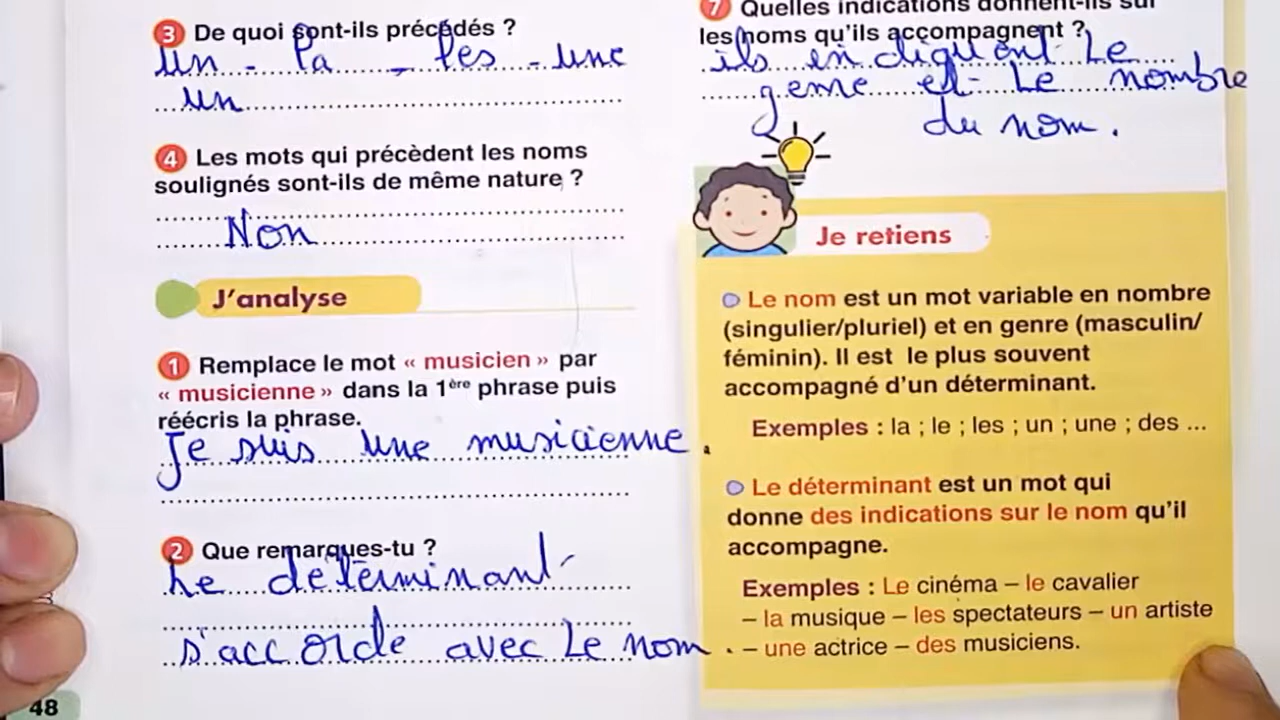 3 De quoi sont-ils précédés ?
un - la - les - une
un
4 Les mots qui précèdent les noms
soulignés sont-ils de même nature ?
Non
J'analyse
1 Remplace le mot « musicien » par
« musicienne » dans la 1ère phrase puis
réécris la phrase.
Je suis une musicienne.
2 Que remarques-tu ?
Le determinant
s'accorde avec Le nom.
48
7 Quelles indications donnent-ils sur
les noms qu'ils accompagnent ?
ils endiquent Le
geme et Le nombre
du nom.
Je retiens
Le nom est un mot variable en nombre
(singulier/pluriel) et en genre (masculin/
féminin). Il est le plus souvent
accompagné d'un déterminant.
Exemples : la ; le ; les ; un ; une ; des ...
Le déterminant est un mot qui
donne des indications sur le nom qu'il
accompagne.
Exemples : Le cinéma – le cavalier
– la musique – les spectateurs – un artiste
– une actrice – des musiciens.